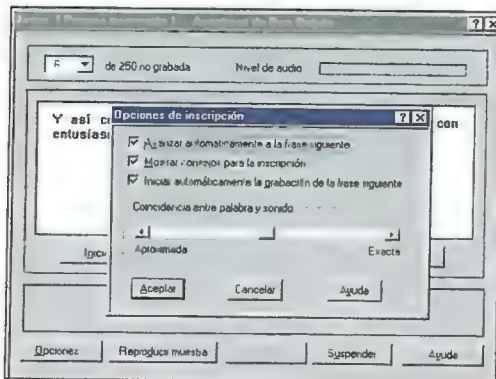 6 de 250 no grabada Nivel de audio
Y así con
Opciones de inscripción
Avanzar automáticamente a la frase siguiente
Mostrar consejos para la inscripción
Iniciar automáticamente la grabación de la frase siguiente
Coincidencia entre palabra y sonido
Aproximada Exacta
Aceptar Cancelar Ayuda
Opciones Reproducir muestra Suspender Ayuda